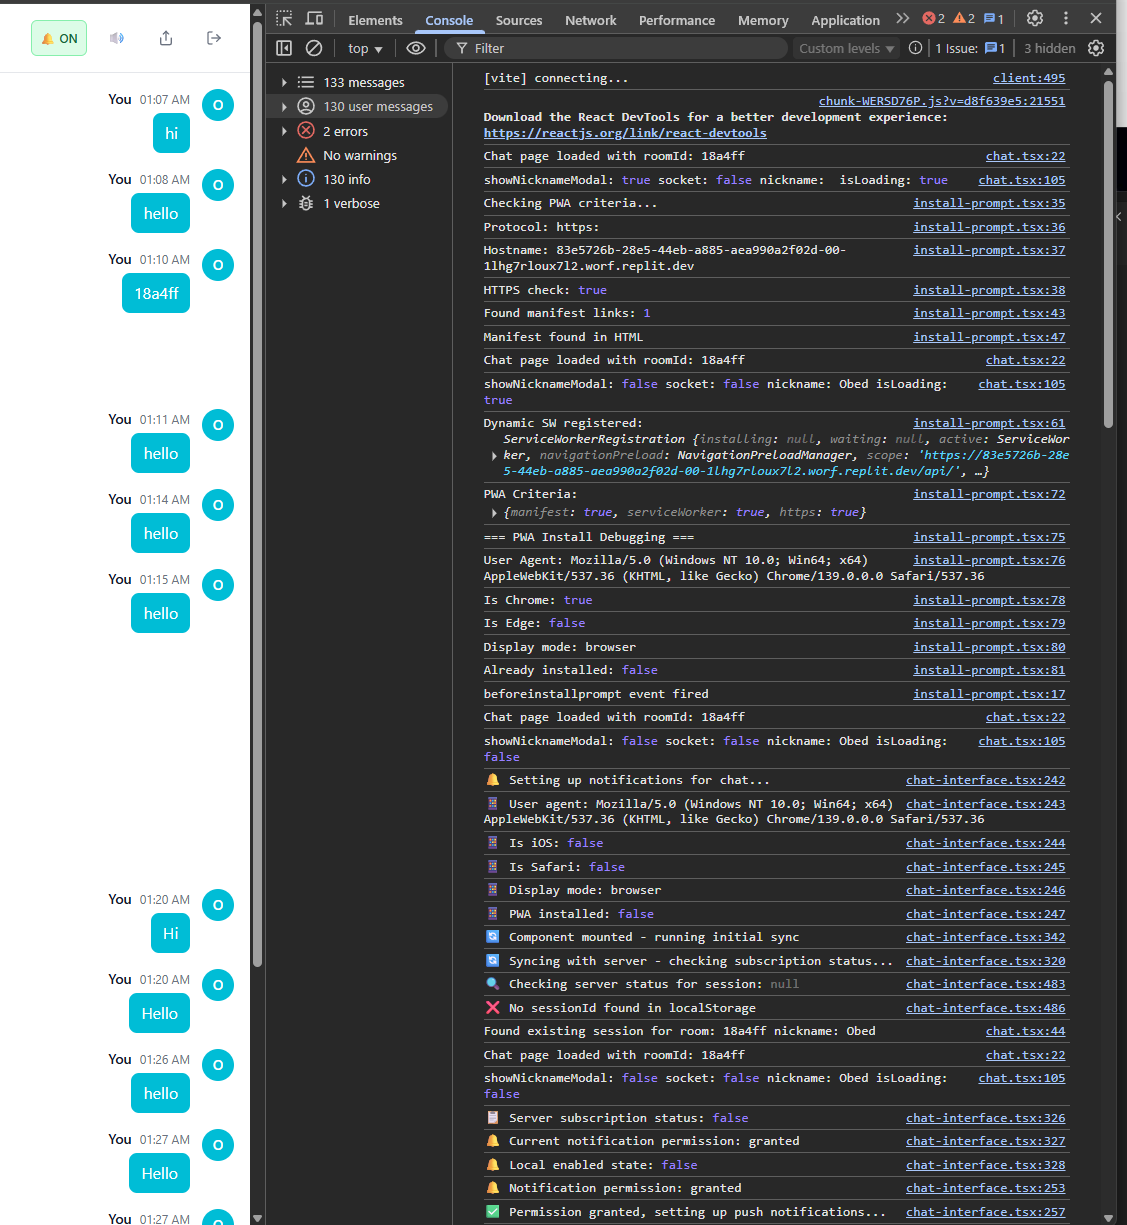 ON
You 01:07 AM
O
hi
You 01:08 AM
O
hello
You 01:10 AM
O
18a4ff
You 01:11 AM
O
hello
You 01:14 AM
O
hello
You 01:15 AM
O
hello
You 01:20 AM
O
Hi
You 01:20 AM
O
Hello
You 01:26 AM
O
hello
You 01:27 AM
O
Hello
You 01:27 AM
O
Elements Console Sources Network Performance Memory Application 2 2 1
top Filter Custom levels 1 Issue: 1 3 hidden
133 messages
130 user messages
2 errors
No warnings
130 info
1 verbose
[vite] connecting... client:495
chunk-WERSD76P.js?v=d8f639e5:21551
Download the React DevTools for a better development experience:
https://reactjs.org/link/react-devtools
Chat page loaded with roomId: 18a4ff chat.tsx:22
showNicknameModal: true socket: false nickname:  isLoading: true chat.tsx:105
Checking PWA criteria... install-prompt.tsx:35
Protocol: https: install-prompt.tsx:36
Hostname: 83e5726b-28e5-44eb-a885-aea990a2f02d-00- install-prompt.tsx:37
1lhg7rloux7l2.worf.replit.dev
HTTPS check: true install-prompt.tsx:38
Found manifest links: 1 install-prompt.tsx:43
Manifest found in HTML install-prompt.tsx:47
Chat page loaded with roomId: 18a4ff chat.tsx:22
showNicknameModal: false socket: false nickname: Obed isLoading: chat.tsx:105
true
Dynamic SW registered: install-prompt.tsx:61
ServiceWorkerRegistration {installing: null, waiting: null, active: ServiceWor
ker, navigationPreload: NavigationPreloadManager, scope: 'https://83e5726b-28e
5-44eb-a885-aea990a2f02d-00-1lhg7rloux7l2.worf.replit.dev/api/', …}
PWA Criteria: install-prompt.tsx:72
{manifest: true, serviceWorker: true, https: true}
=== PWA Install Debugging === install-prompt.tsx:75
User Agent: Mozilla/5.0 (Windows NT 10.0; Win64; x64) install-prompt.tsx:76
AppleWebKit/537.36 (KHTML, like Gecko) Chrome/139.0.0.0 Safari/537.36
Is Chrome: true install-prompt.tsx:78
Is Edge: false install-prompt.tsx:79
Display mode: browser install-prompt.tsx:80
Already installed: false install-prompt.tsx:81
beforeinstallprompt event fired install-prompt.tsx:17
Chat page loaded with roomId: 18a4ff chat.tsx:22
showNicknameModal: false socket: false nickname: Obed isLoading: chat.tsx:105
false
🔔 Setting up notifications for chat... chat-interface.tsx:242
📱 User agent: Mozilla/5.0 (Windows NT 10.0; Win64; x64) chat-interface.tsx:243
AppleWebKit/537.36 (KHTML, like Gecko) Chrome/139.0.0.0 Safari/537.36
📱 Is iOS: false chat-interface.tsx:244
📱 Is Safari: false chat-interface.tsx:245
📱 Display mode: browser chat-interface.tsx:246
📱 PWA installed: false chat-interface.tsx:247
🔄 Component mounted - running initial sync chat-interface.tsx:342
🔄 Syncing with server - checking subscription status... chat-interface.tsx:320
🔍 Checking server status for session: null chat-interface.tsx:483
❌ No sessionId found in localStorage chat-interface.tsx:486
Found existing session for room: 18a4ff nickname: Obed chat.tsx:44
Chat page loaded with roomId: 18a4ff chat.tsx:22
showNicknameModal: false socket: false nickname: Obed isLoading: chat.tsx:105
false
📋 Server subscription status: false chat-interface.tsx:326
🔔 Current notification permission: granted chat-interface.tsx:327
🔔 Local enabled state: false chat-interface.tsx:328
🔔 Notification permission: granted chat-interface.tsx:253
✅ Permission granted, setting up push notifications... chat-interface.tsx:257